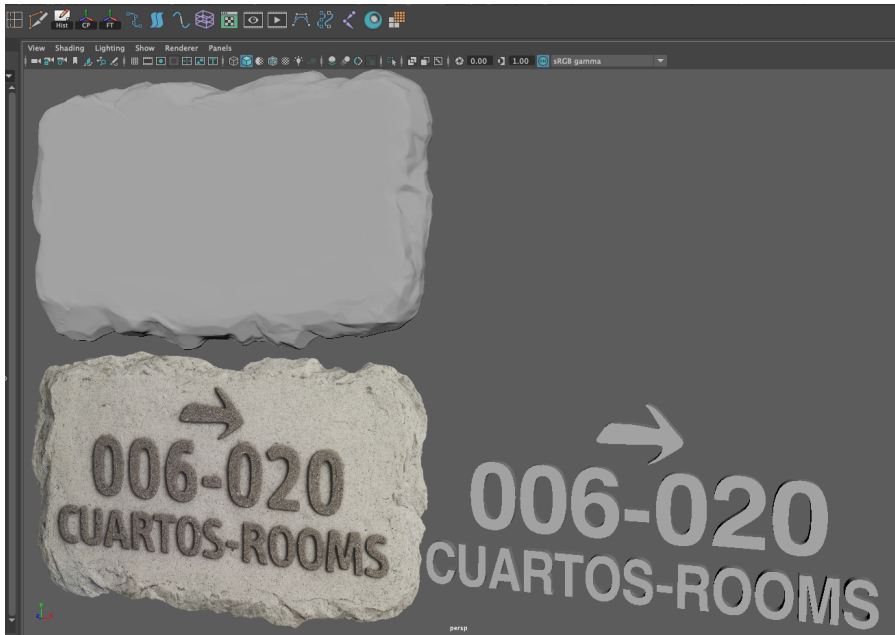 Hist CP FT
View Shading Lighting Show Renderer Panels
0.00 1.00 sRGB gamma
006-020
CUARTOS-ROOMS
006-020
CUARTOS-ROOMS
persp